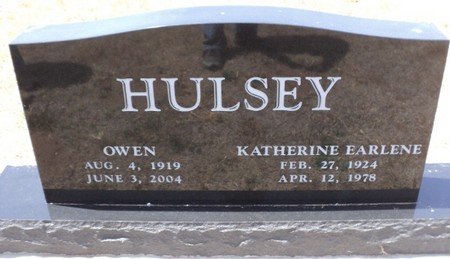 HULSEY
OWEN
AUG. 4, 1919
JUNE 3, 2004
KATHERINE EARLENE
FEB. 27, 1924
APR. 12, 1978